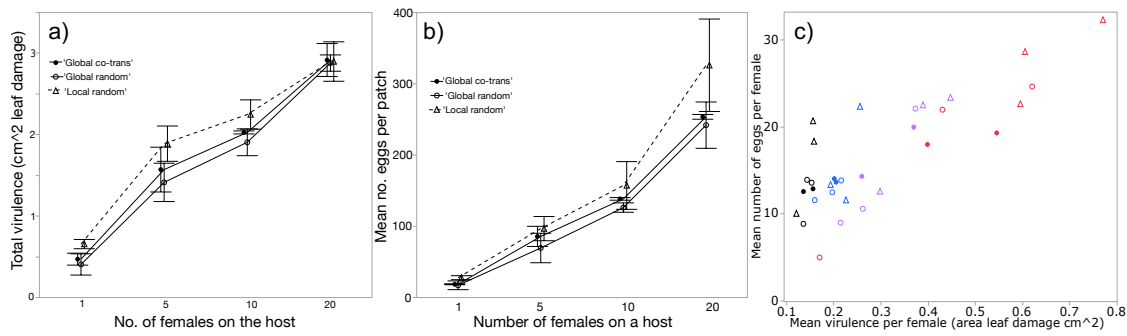 a)
Total virulence (cm^2 leaf damage)
3
2
1
0
'Global co-trans'
'Global random'
'Local random'
1 5 10 20
No. of females on the host
b)
Mean no. eggs per patch
400
300
200
100
0
'Global co-trans'
'Global random'
'Local random'
1 5 10 20
Number of females on a host
c)
Mean number of eggs per female
30
20
10
0
0.1 0.2 0.3 0.4 0.5 0.6 0.7 0.8
Mean virulence per female (area leaf damage cm^2)